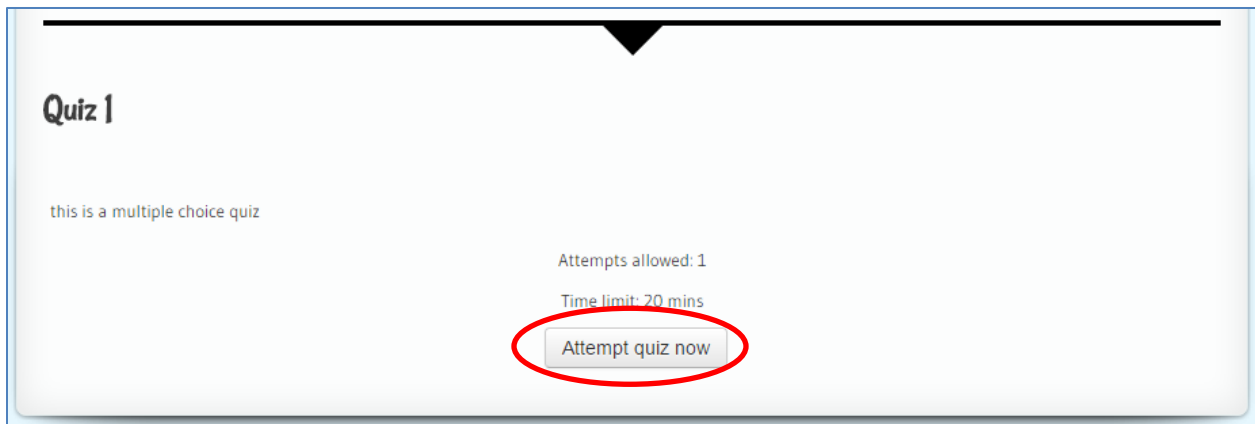 Quiz 1
this is a multiple choice quiz
Attempts allowed: 1
Time limit: 20 mins
Attempt quiz now